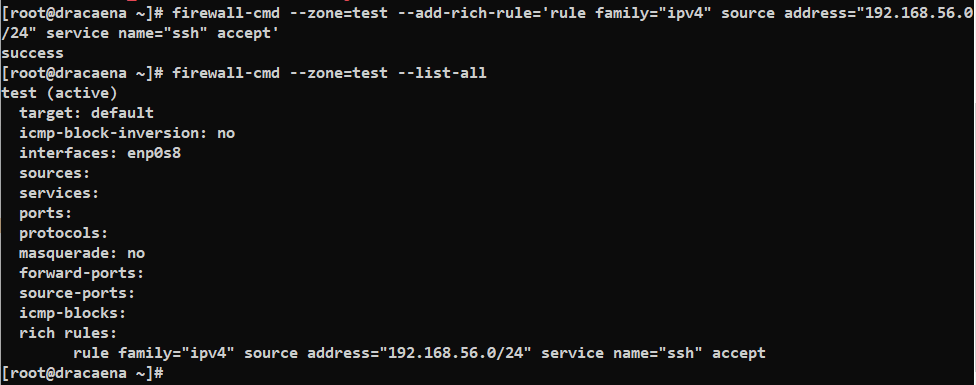 [root@dracaena ~]# firewall-cmd --zone=test --add-rich-rule='rule family="ipv4" source address="192.168.56.0
/24" service name="ssh" accept'
success
[root@dracaena ~]# firewall-cmd --zone=test --list-all
test (active)
  target: default
  icmp-block-inversion: no
  interfaces: enp0s8
  sources:
  services:
  ports:
  protocols:
  masquerade: no
  forward-ports:
  source-ports:
  icmp-blocks:
  rich rules:
        rule family="ipv4" source address="192.168.56.0/24" service name="ssh" accept
[root@dracaena ~]#